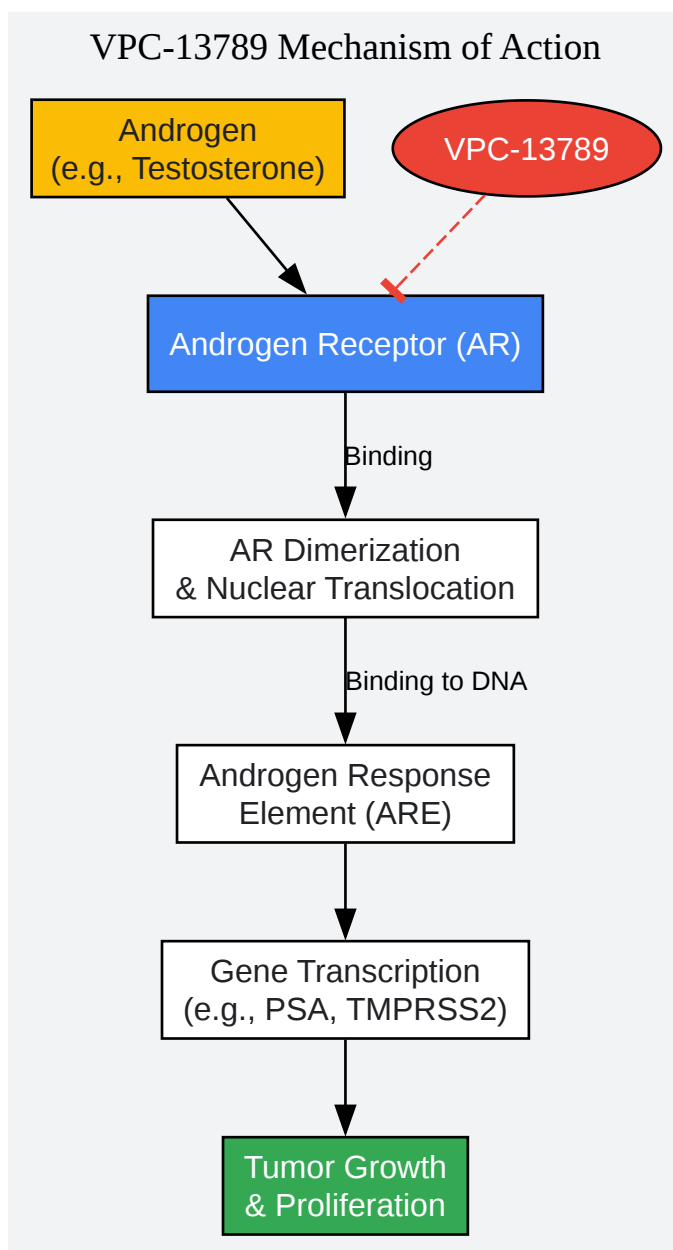 VPC-13789 Mechanism of Action
Androgen
(e.g., Testosterone)
VPC-13789
Androgen Receptor (AR)
Binding
AR Dimerization
& Nuclear Translocation
Binding to DNA
Androgen Response
Element (ARE)
Gene Transcription
(e.g., PSA, TMPRSS2)
Tumor Growth
& Proliferation